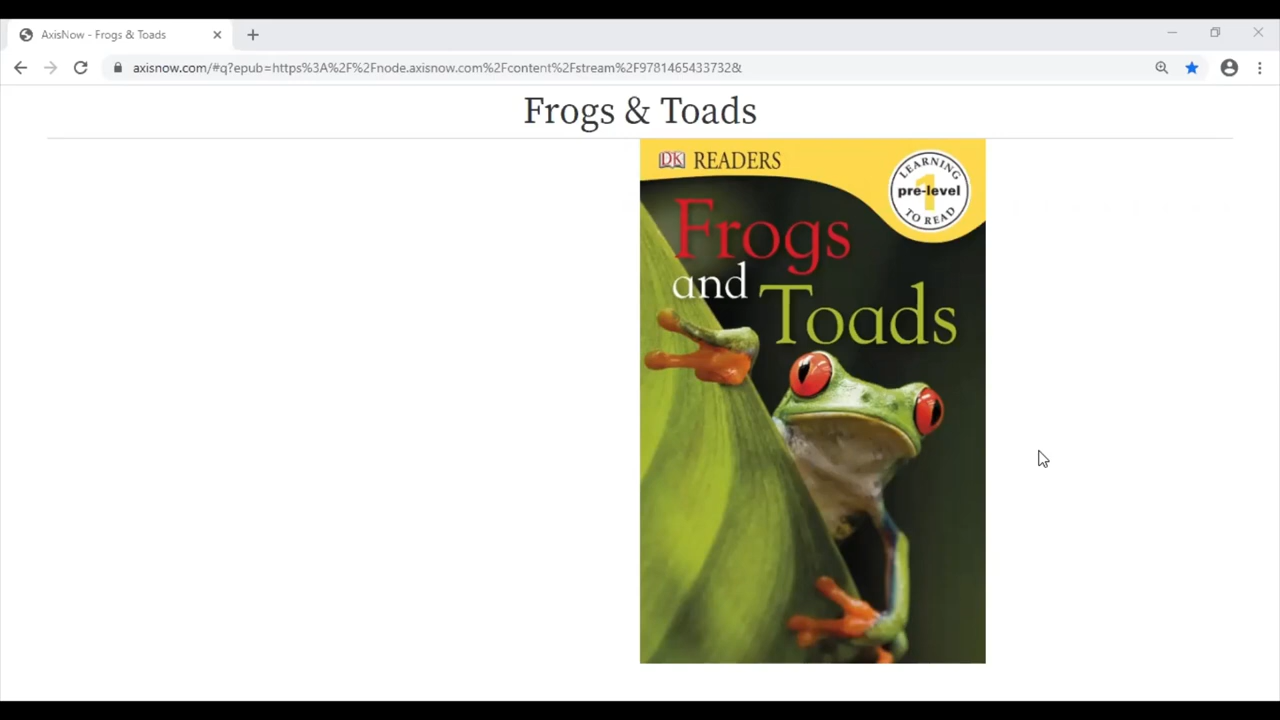 AxisNow - Frogs & Toads
axisnow.com/#q?epub=https%3A%2F%2Fnode.axisnow.com%2Fcontent%2Fstream%2F9781465433732&
Frogs & Toads
DK READERS
LEARNING
pre-level
1
TO READ
Frogs
and
Toads